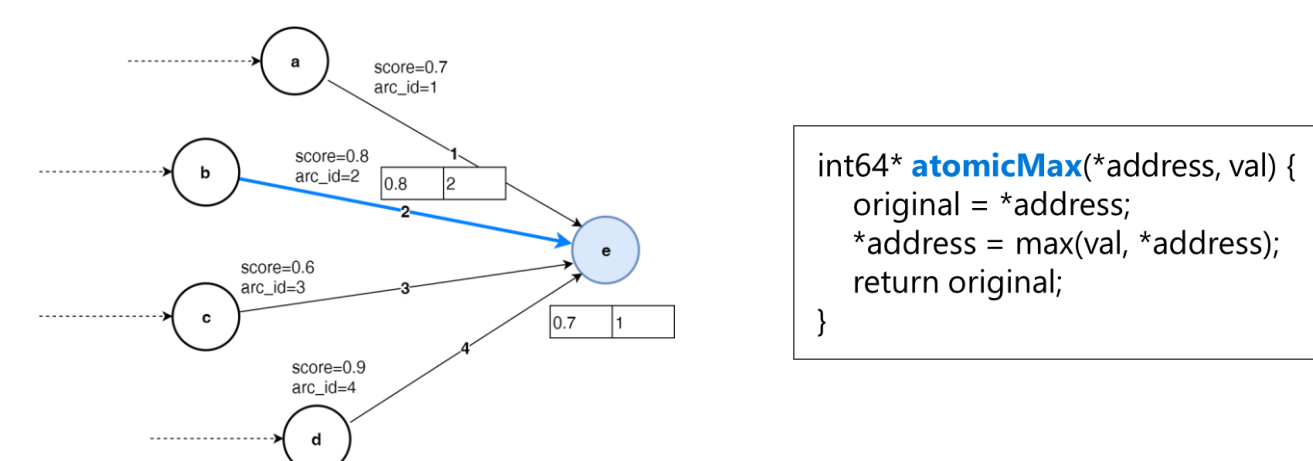 a
score=0.7
arc_id=1
1
b
score=0.8
arc_id=2
0.8 2
2
e
c
score=0.6
arc_id=3
3
0.7 1
4
score=0.9
arc_id=4
d
int64* atomicMax(*address, val) {
original = *address;
*address = max(val, *address);
return original;
}